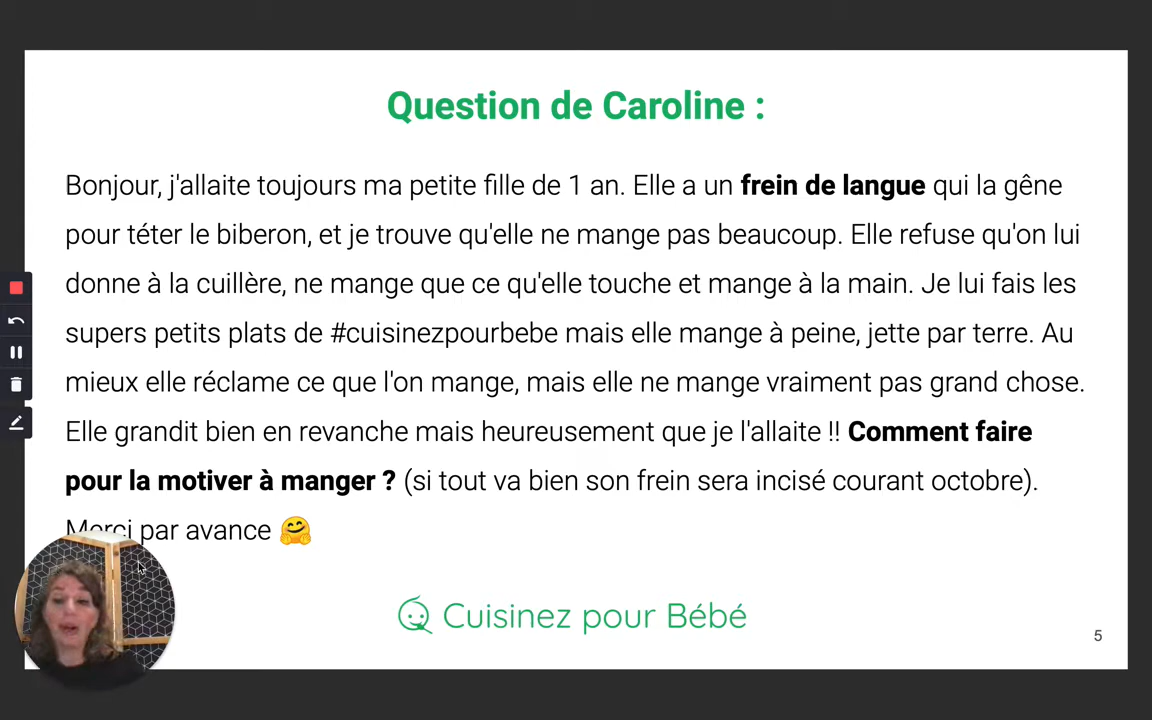 Question de Caroline :
Bonjour, j'allaite toujours ma petite fille de 1 an. Elle a un frein de langue qui la gêne
pour téter le biberon, et je trouve qu'elle ne mange pas beaucoup. Elle refuse qu'on lui
donne à la cuillère, ne mange que ce qu'elle touche et mange à la main. Je lui fais les
supers petits plats de #cuisinezpourbebe mais elle mange à peine, jette par terre. Au
mieux elle réclame ce que l'on mange, mais elle ne mange vraiment pas grand chose.
Elle grandit bien en revanche mais heureusement que je l'allaite !! Comment faire
pour la motiver à manger ? (si tout va bien son frein sera incisé courant octobre).
Merci par avance 🤗
Cuisinez pour Bébé
5